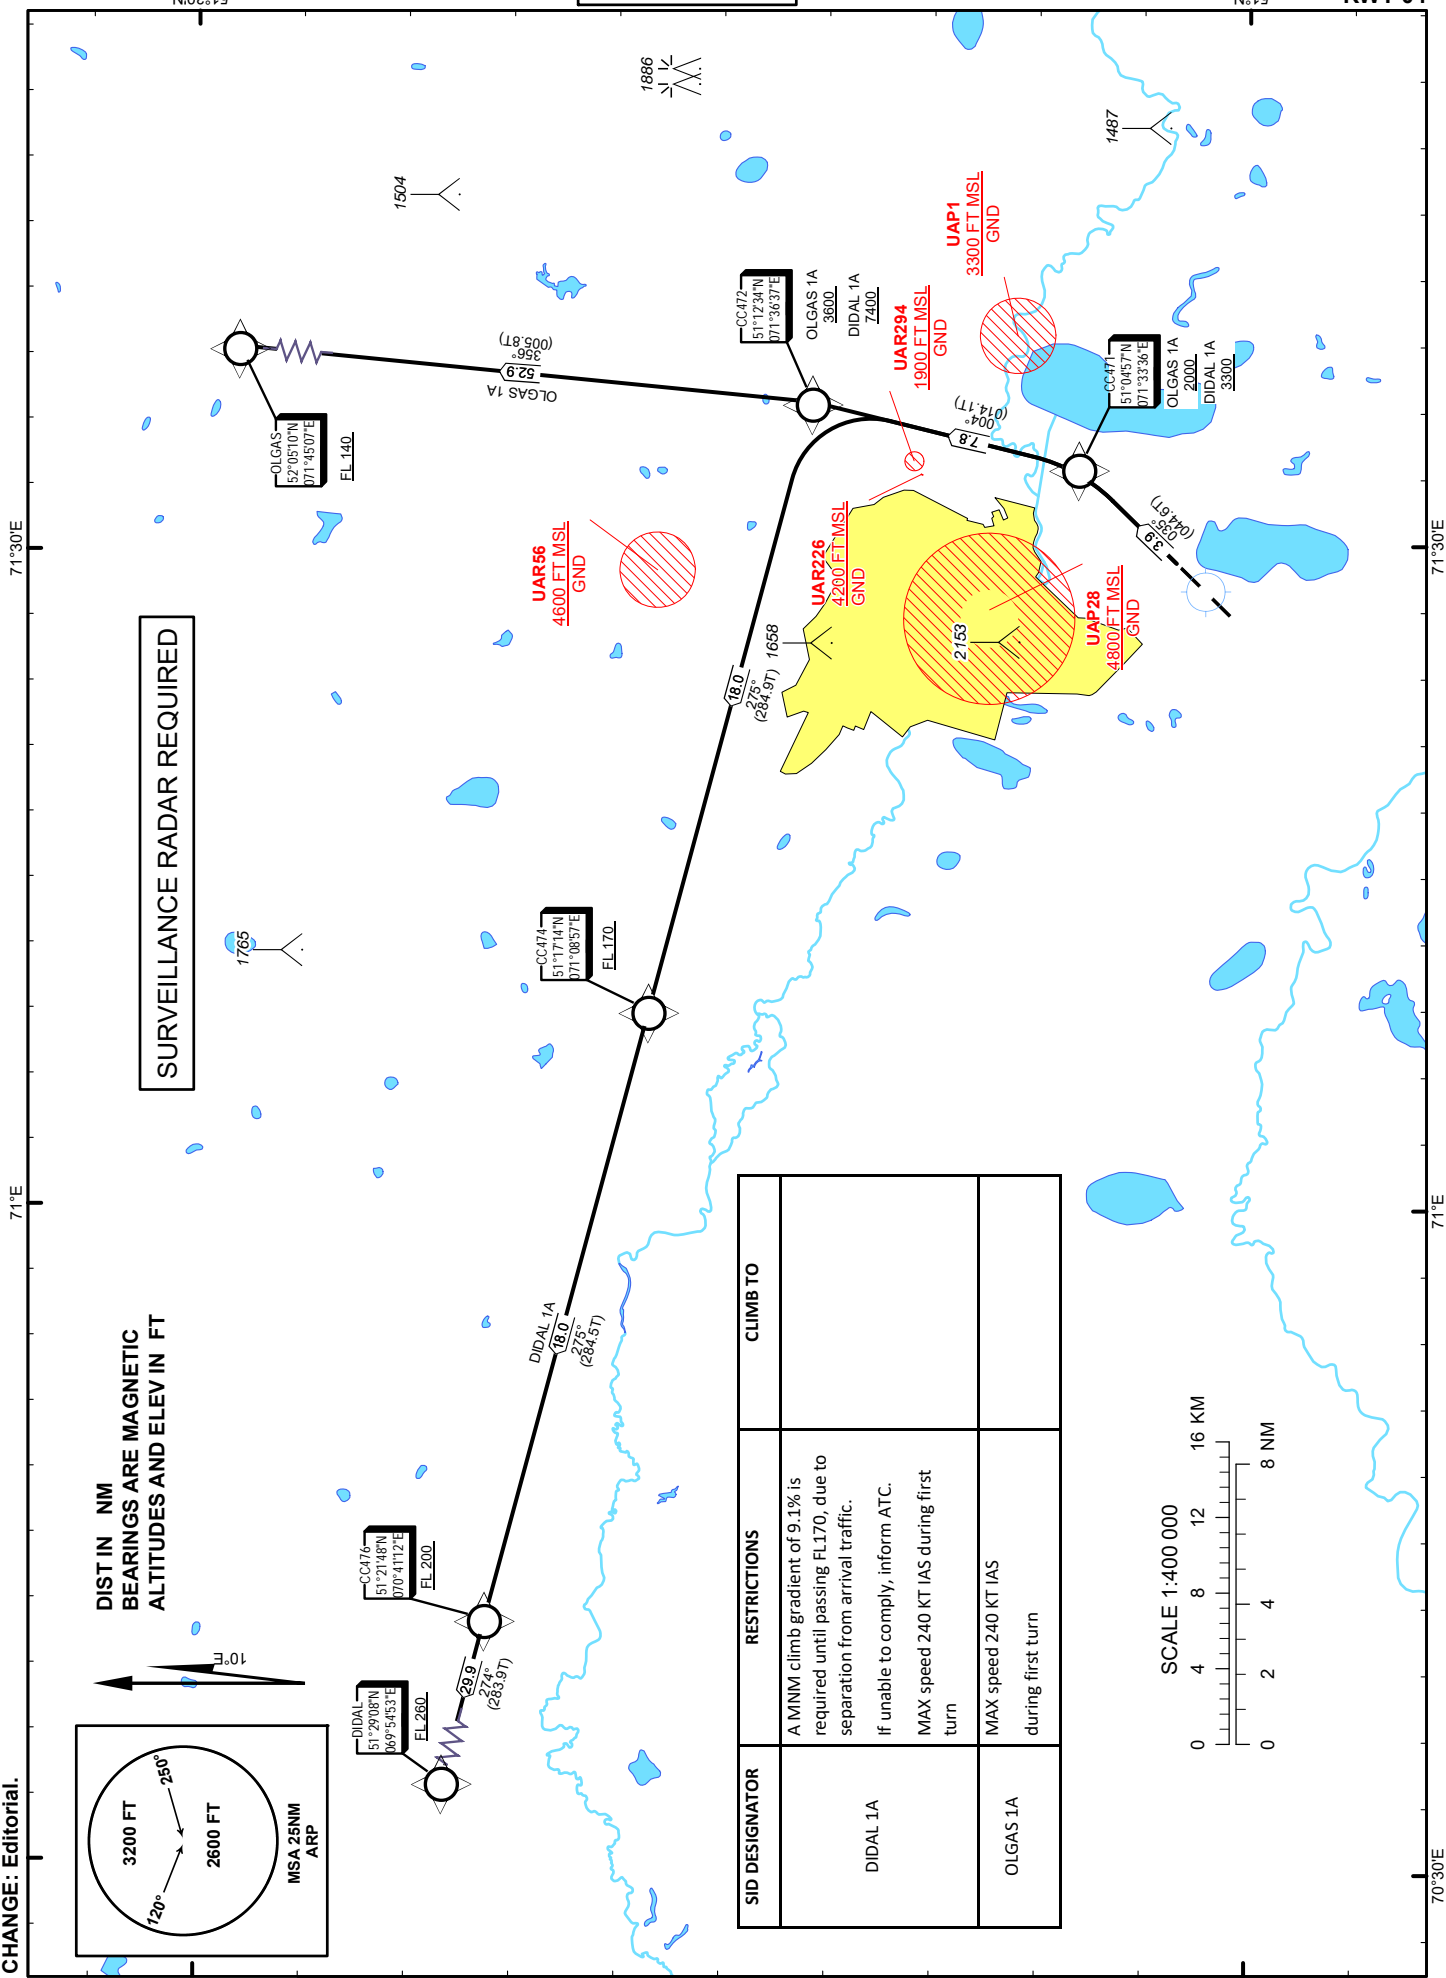 CHANGE: Editorial.
3200 FT
120°
250°
2600 FT
MSA 25NM
ARP
10°E
DIST IN NM
BEARINGS ARE MAGNETIC
ALTITUDES AND ELEV IN FT
SURVEILLANCE RADAR REQUIRED
DIDAL
51°29'08"N
069°54'53"E
FL 260
29.9
274°
(283.9T)
CC476
51°21'48"N
070°41'12"E
FL 200
DIDAL 1A
18.0
275°
(284.5T)
CC474
51°17'14"N
071°08'57"E
FL 170
18.0
275°
(284.9T)
1765
1504
1886
1487
1658
2153
OLGAS
52°05'10"N
071°45'07"E
FL 140
OLGAS 1A
52.9
356°
(005.8T)
CC472
51°12'34"N
071°36'37"E
OLGAS 1A
3600
DIDAL 1A
7400
7.8
004°
(014.1T)
CC471
51°04'57"N
071°33'36"E
OLGAS 1A
2000
DIDAL 1A
3300
3.9
035°
(044.6T)
UAR56
4600 FT MSL
GND
UAR226
4200 FT MSL
GND
UAR294
1900 FT MSL
GND
UAP1
3300 FT MSL
GND
UAP28
4800 FT MSL
GND
SID DESIGNATOR
RESTRICTIONS
CLIMB TO
DIDAL 1A
A MNM climb gradient of 9.1% is
required until passing FL170, due to
separation from arrival traffic.
If unable to comply, inform ATC.
MAX speed 240 KT IAS during first
turn
OLGAS 1A
MAX speed 240 KT IAS
during first turn
SCALE 1:400 000
0 4 8 12 16 KM
0 2 4 8 NM
71°E
71°30'E
70°30'E
71°E
71°30'E